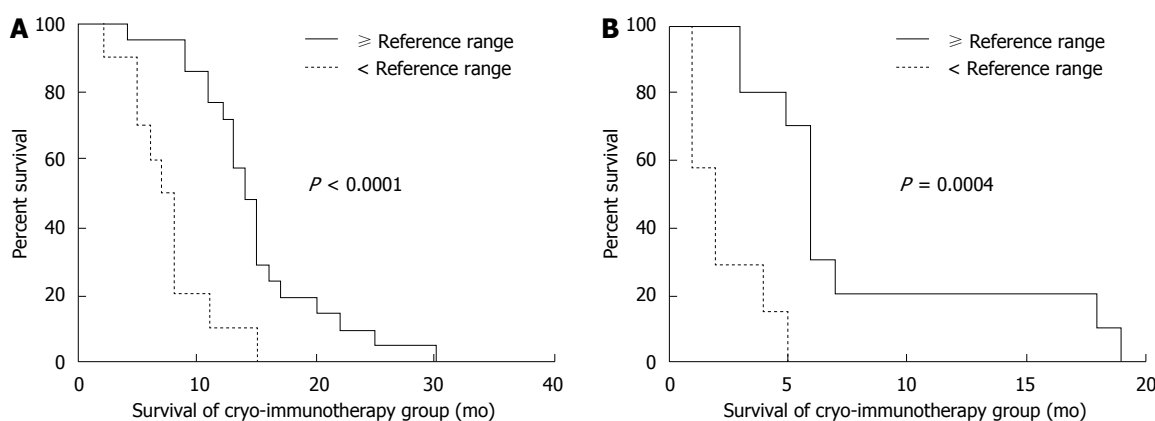 A
Percent survival
100
80
60
40
20
0
≥ Reference range
< Reference range
P < 0.0001
0 10 20 30 40
Survival of cryo-immunotherapy group (mo)
B
Percent survival
100
80
60
40
20
0
≥ Reference range
< Reference range
P = 0.0004
0 5 10 15 20
Survival of cryo-immunotherapy group (mo)